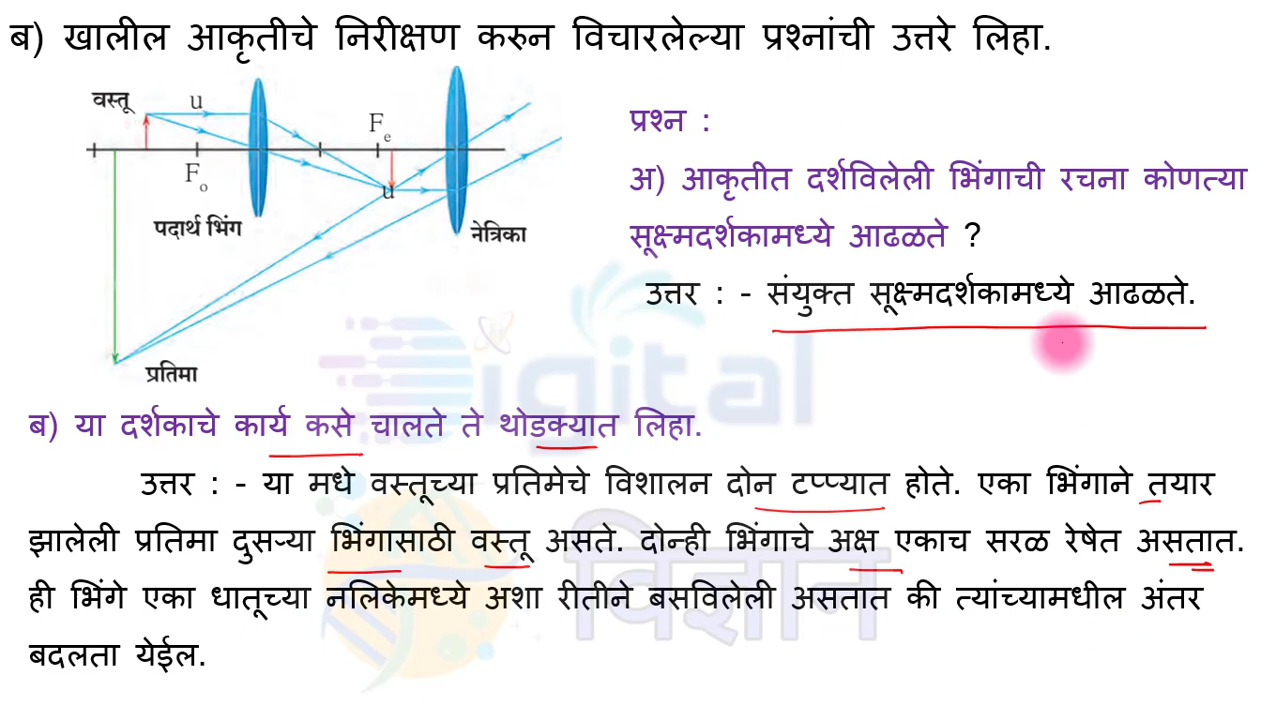 ब) खालील आकृतीचे निरीक्षण करुन विचारलेल्या प्रश्नांची उत्तरे लिहा.
वस्तू
u
F
e
F
o
u
पदार्थ भिंग
नेत्रिका
प्रतिमा
प्रश्न :
अ) आकृतीत दर्शविलेली भिंगाची रचना कोणत्या
सूक्ष्मदर्शकामध्ये आढळते ?
उत्तर : - संयुक्त सूक्ष्मदर्शकामध्ये आढळते.
Digital
ब) या दर्शकाचे कार्य कसे चालते ते थोडक्यात लिहा.
उत्तर : - या मधे वस्तूच्या प्रतिमेचे विशालन दोन टप्प्यात होते. एका भिंगाने तयार
झालेली प्रतिमा दुसऱ्या भिंगासाठी वस्तू असते. दोन्ही भिंगाचे अक्ष एकाच सरळ रेषेत असतात.
ही भिंगे एका धातूच्या नलिकेमध्ये अशा रीतीने बसविलेली असतात की त्यांच्यामधील अंतर
बदलता येईल.
विज्ञान